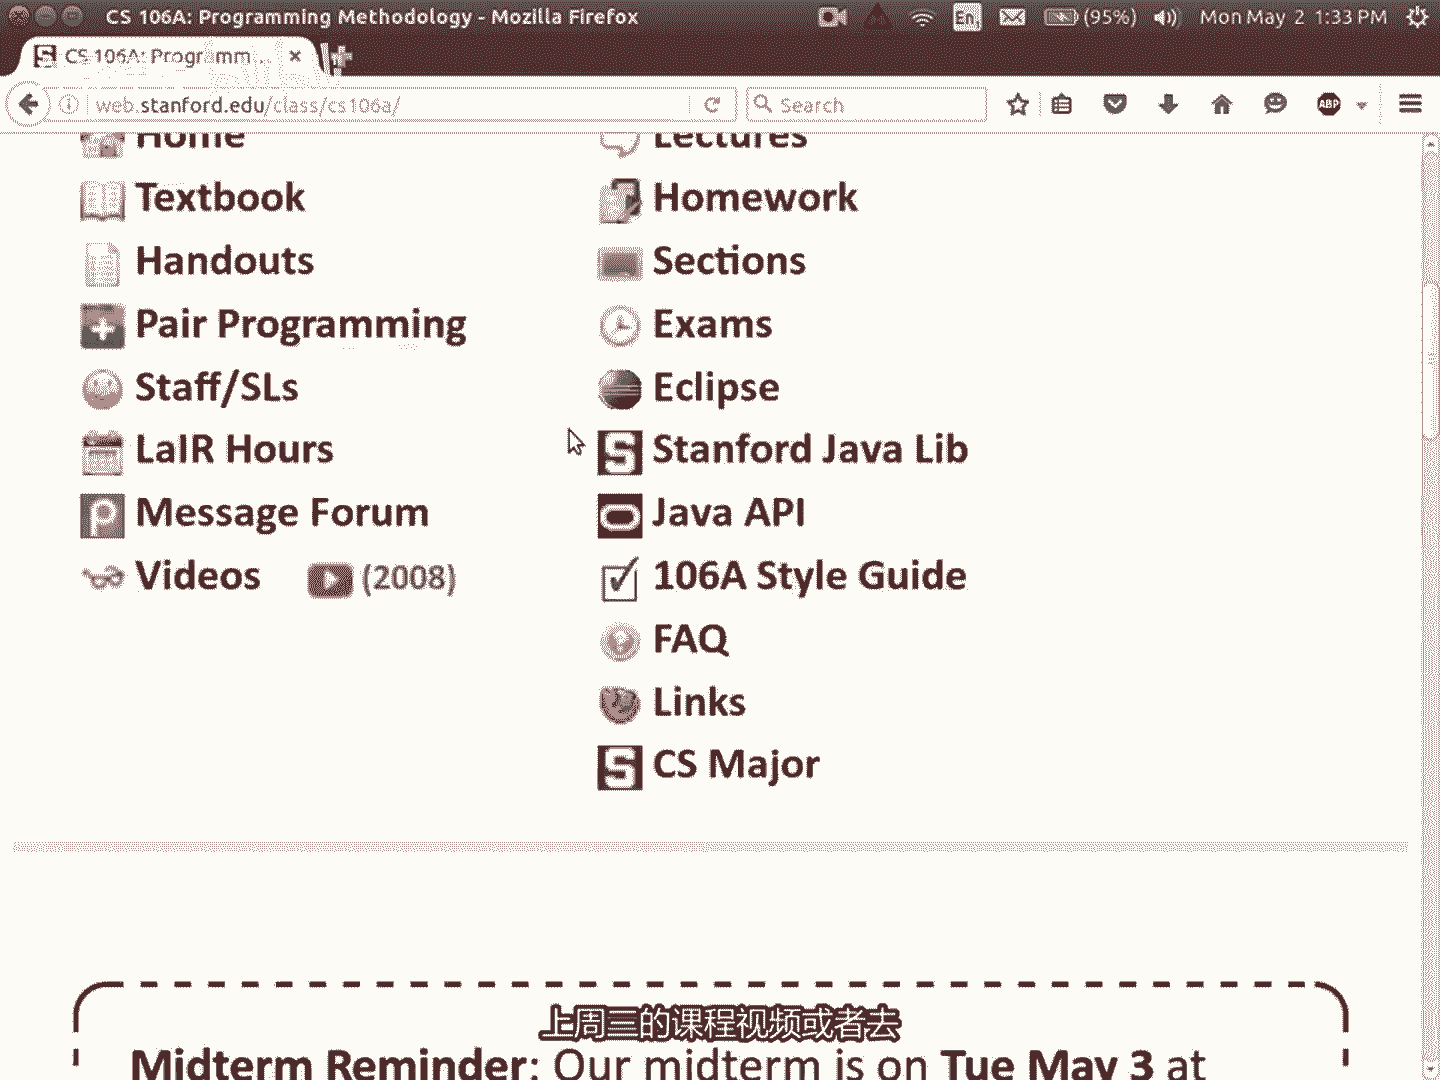 CS 106A: Programming Methodology - Mozilla Firefox
En
(95%)
Mon May 2 1:33 PM
CS 106A: Programm...
web.stanford.edu/class/cs106a/
Search
ABP
Home
Lectures
Textbook
Homework
Handouts
Sections
Pair Programming
Exams
Staff/SLs
Eclipse
LaIR Hours
Stanford Java Lib
Message Forum
Java API
Videos (2008)
106A Style Guide
FAQ
Links
CS Major
上周三的课程视频或者去
Midterm Reminder: Our midterm is on Tue May 3 at